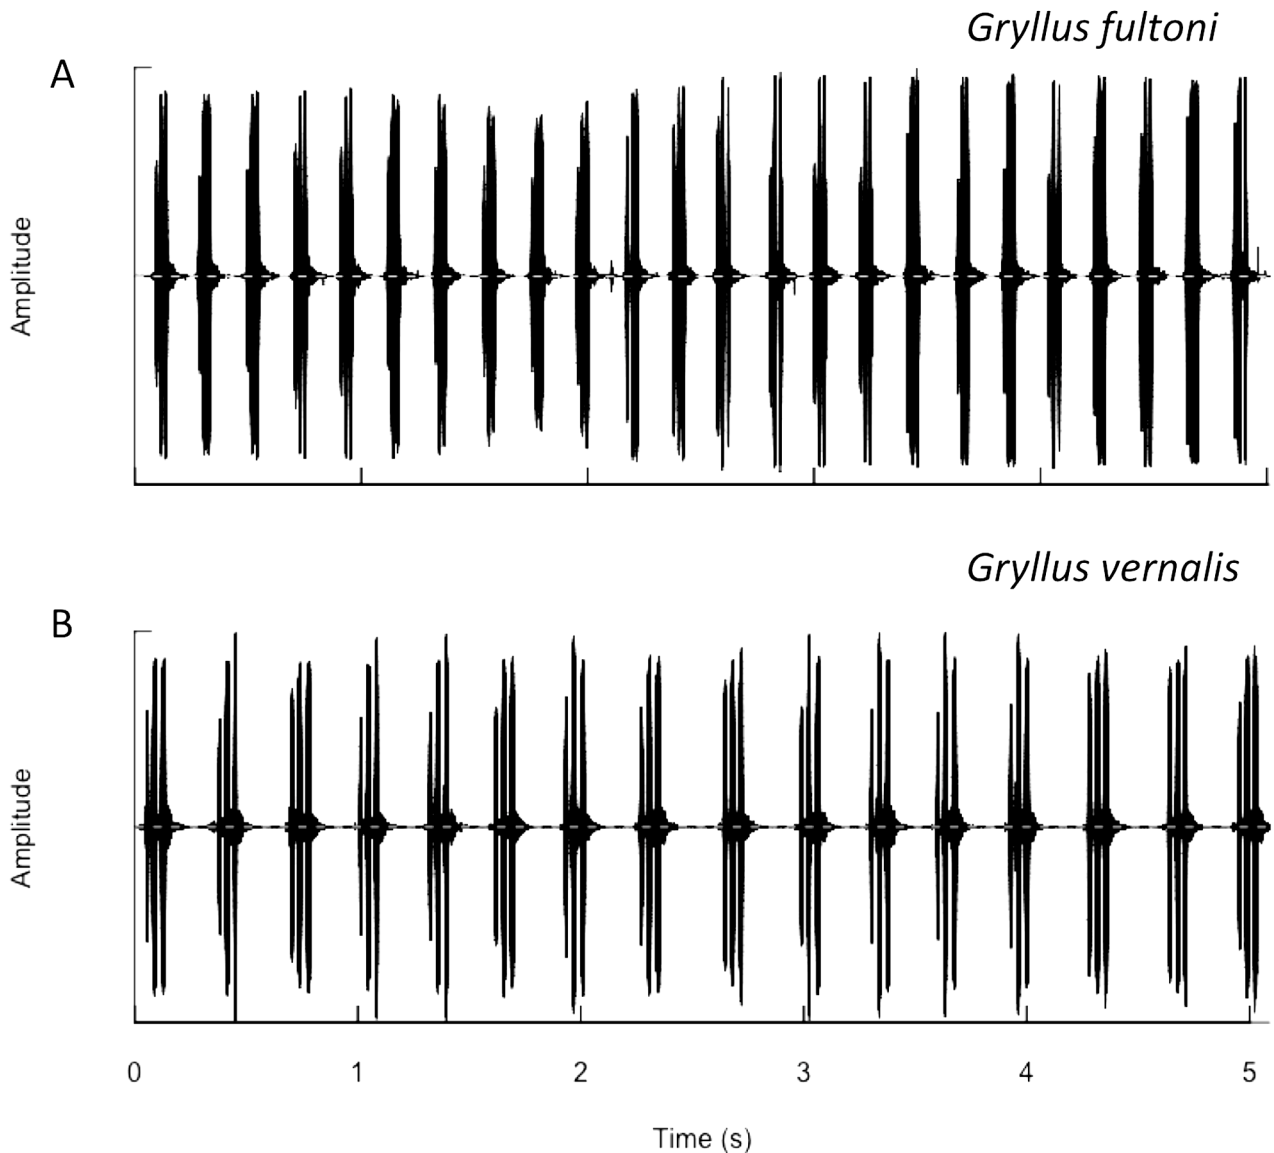 Gryllus fultoni
A
Amplitude
Gryllus vernalis
B
Amplitude
0 1 2 3 4 5
Time (s)